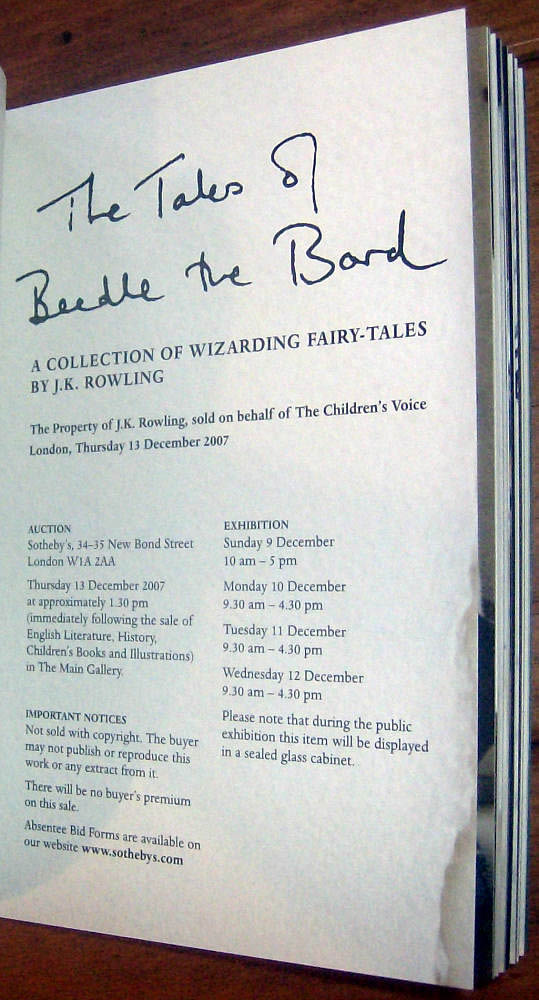 The Tales of
Beedle the Bard
A COLLECTION OF WIZARDING FAIRY-TALES
BY J.K. ROWLING
The Property of J.K. Rowling, sold on behalf of The Children's Voice
London, Thursday 13 December 2007
AUCTION
Sotheby's, 34–35 New Bond Street
London W1A 2AA
Thursday 13 December 2007
at approximately 1.30 pm
(immediately following the sale of
English Literature, History,
Children's Books and Illustrations)
in The Main Gallery.
IMPORTANT NOTICES
Not sold with copyright. The buyer
may not publish or reproduce this
work or any extract from it.
There will be no buyer's premium
on this sale.
Absentee Bid Forms are available on
our website www.sothebys.com
EXHIBITION
Sunday 9 December
10 am – 5 pm
Monday 10 December
9.30 am – 4.30 pm
Tuesday 11 December
9.30 am – 4.30 pm
Wednesday 12 December
9.30 am – 4.30 pm
Please note that during the public
exhibition this item will be displayed
in a sealed glass cabinet.